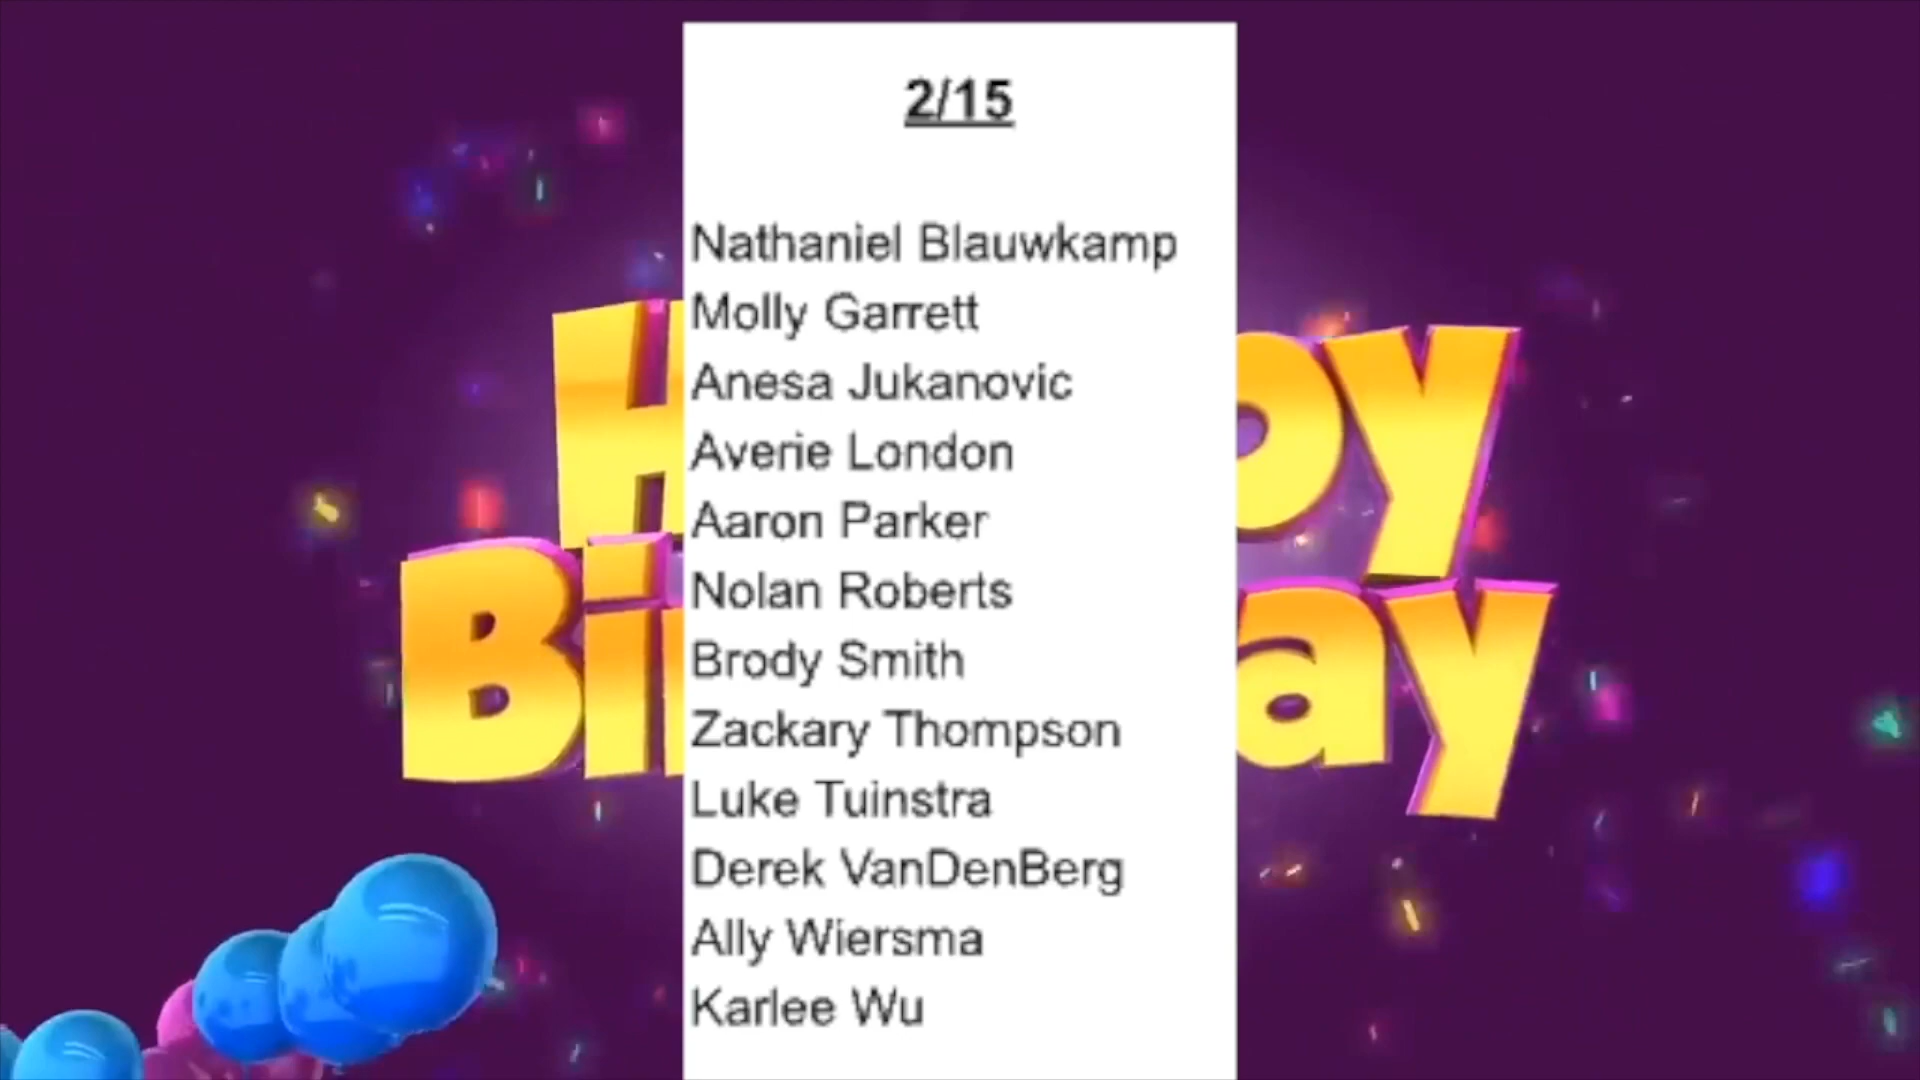 2/15
Nathaniel Blauwkamp
Molly Garrett
Anesa Jukanovic
Averie London
Aaron Parker
Nolan Roberts
Brody Smith
Zackary Thompson
Luke Tuinstra
Derek VanDenBerg
Ally Wiersma
Karlee Wu